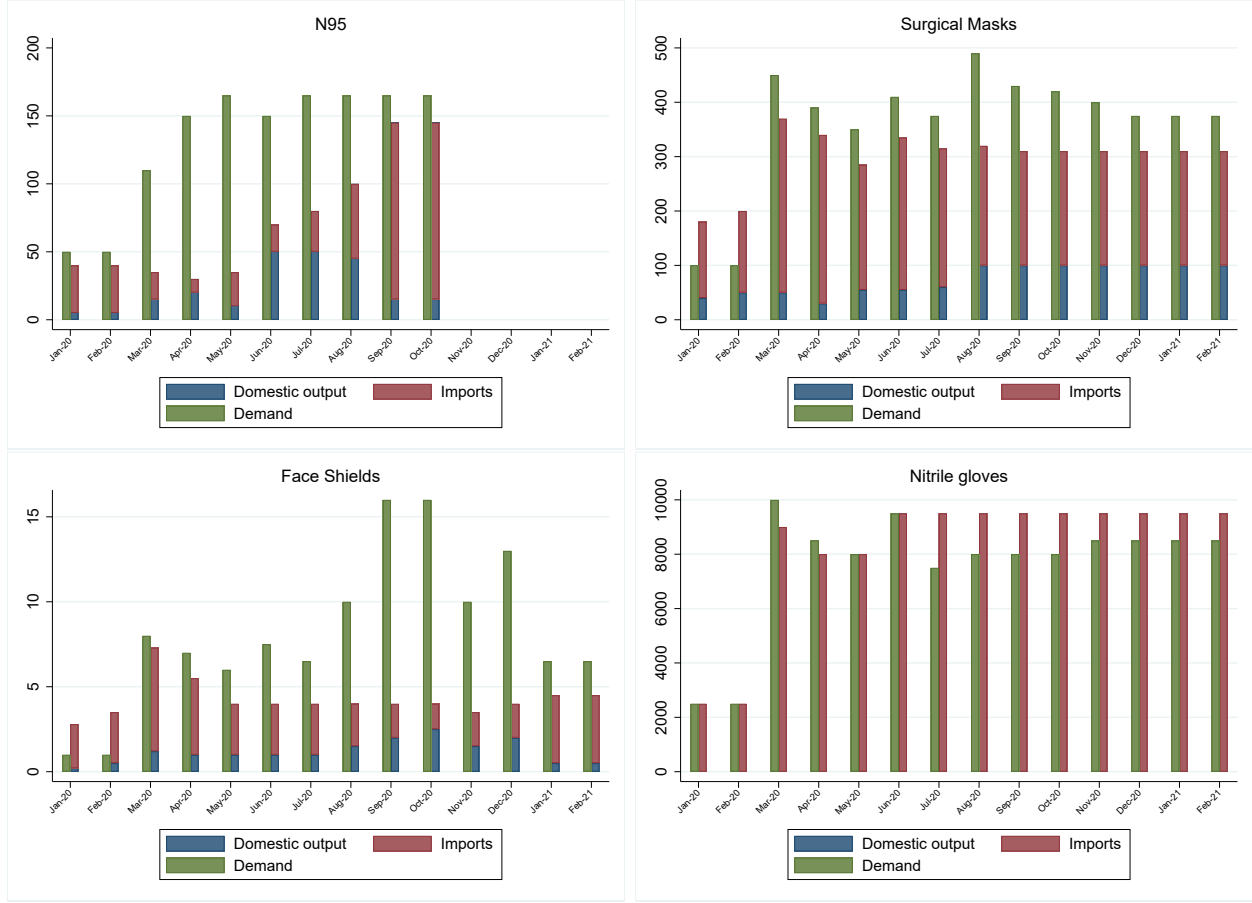 N95
200
150
100
50
0
Jan-20 Feb-20 Mar-20 Apr-20 May-20 Jun-20 Jul-20 Aug-20 Sep-20 Oct-20 Nov-20 Dec-20 Jan-21 Feb-21
Domestic output Imports
Demand
Surgical Masks
500
400
300
200
100
0
Jan-20 Feb-20 Mar-20 Apr-20 May-20 Jun-20 Jul-20 Aug-20 Sep-20 Oct-20 Nov-20 Dec-20 Jan-21 Feb-21
Domestic output Imports
Demand
Face Shields
15
10
5
0
Jan-20 Feb-20 Mar-20 Apr-20 May-20 Jun-20 Jul-20 Aug-20 Sep-20 Oct-20 Nov-20 Dec-20 Jan-21 Feb-21
Domestic output Imports
Demand
Nitrile gloves
10000
8000
6000
4000
2000
0
Jan-20 Feb-20 Mar-20 Apr-20 May-20 Jun-20 Jul-20 Aug-20 Sep-20 Oct-20 Nov-20 Dec-20 Jan-21 Feb-21
Domestic output Imports
Demand